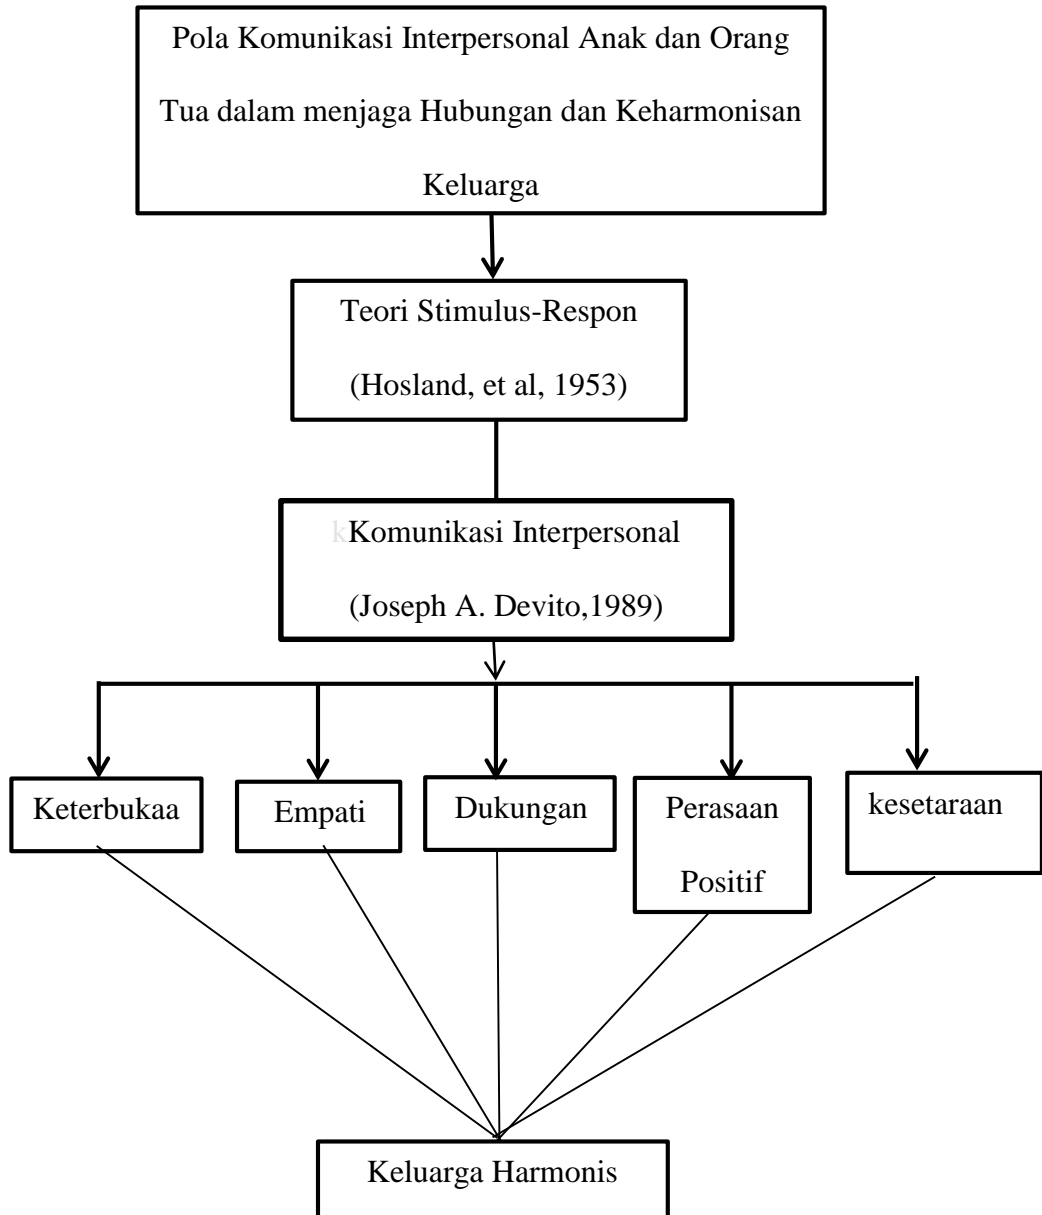 Pola Komunikasi Interpersonal Anak dan Orang
Tua dalam menjaga Hubungan dan Keharmonisan
Keluarga
Teori Stimulus-Respon
(Hosland, et al, 1953)
kKomunikasi Interpersonal
(Joseph A. Devito,1989)
Keterbukaa
Empati
Dukungan
Perasaan
Positif
kesetaraan
Keluarga Harmonis